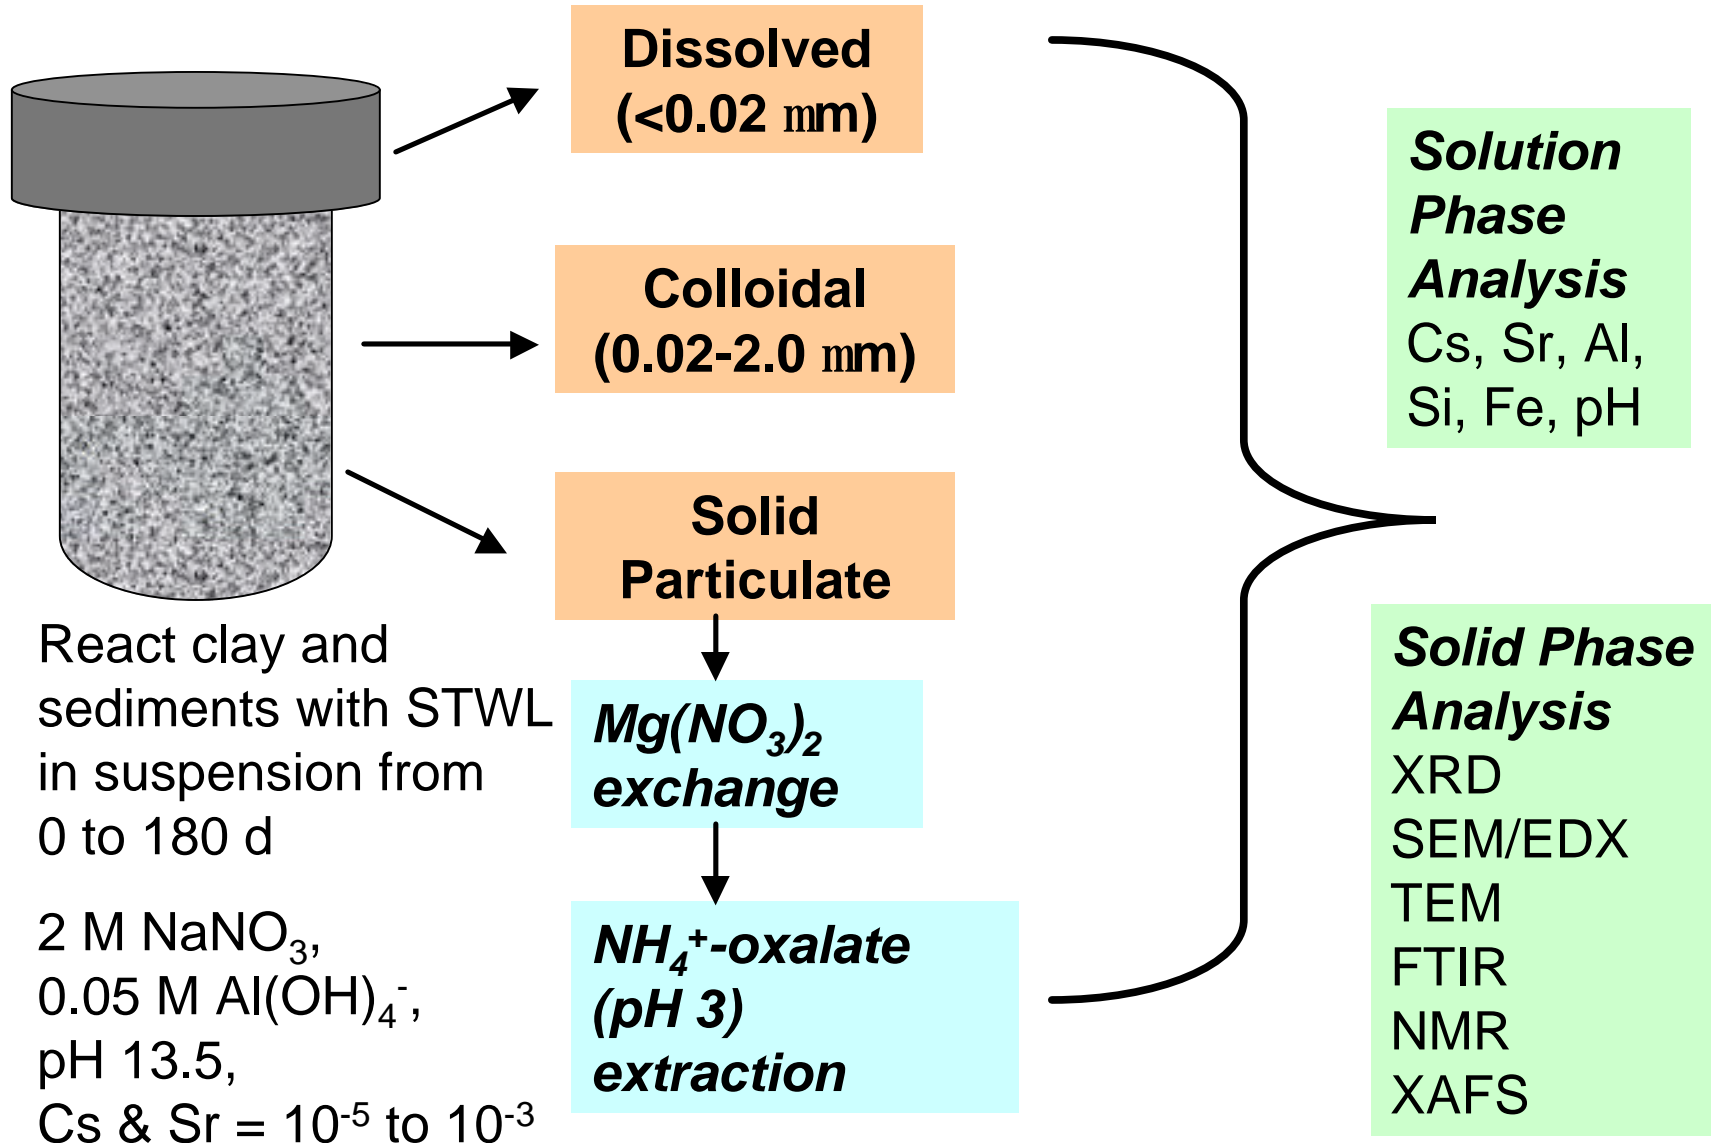 Dissolved
(<0.02 mm)
Colloidal
(0.02-2.0 mm)
Solid
Particulate
Mg(NO₃)₂
exchange
NH₄⁺-oxalate
(pH 3)
extraction
React clay and
sediments with STWL
in suspension from
0 to 180 d
2 M NaNO₃,
0.05 M Al(OH)₄⁻,
pH 13.5,
Cs & Sr = 10⁻⁵ to 10⁻³
Solution
Phase
Analysis
Cs, Sr, Al,
Si, Fe, pH
Solid Phase
Analysis
XRD
SEM/EDX
TEM
FTIR
NMR
XAFS